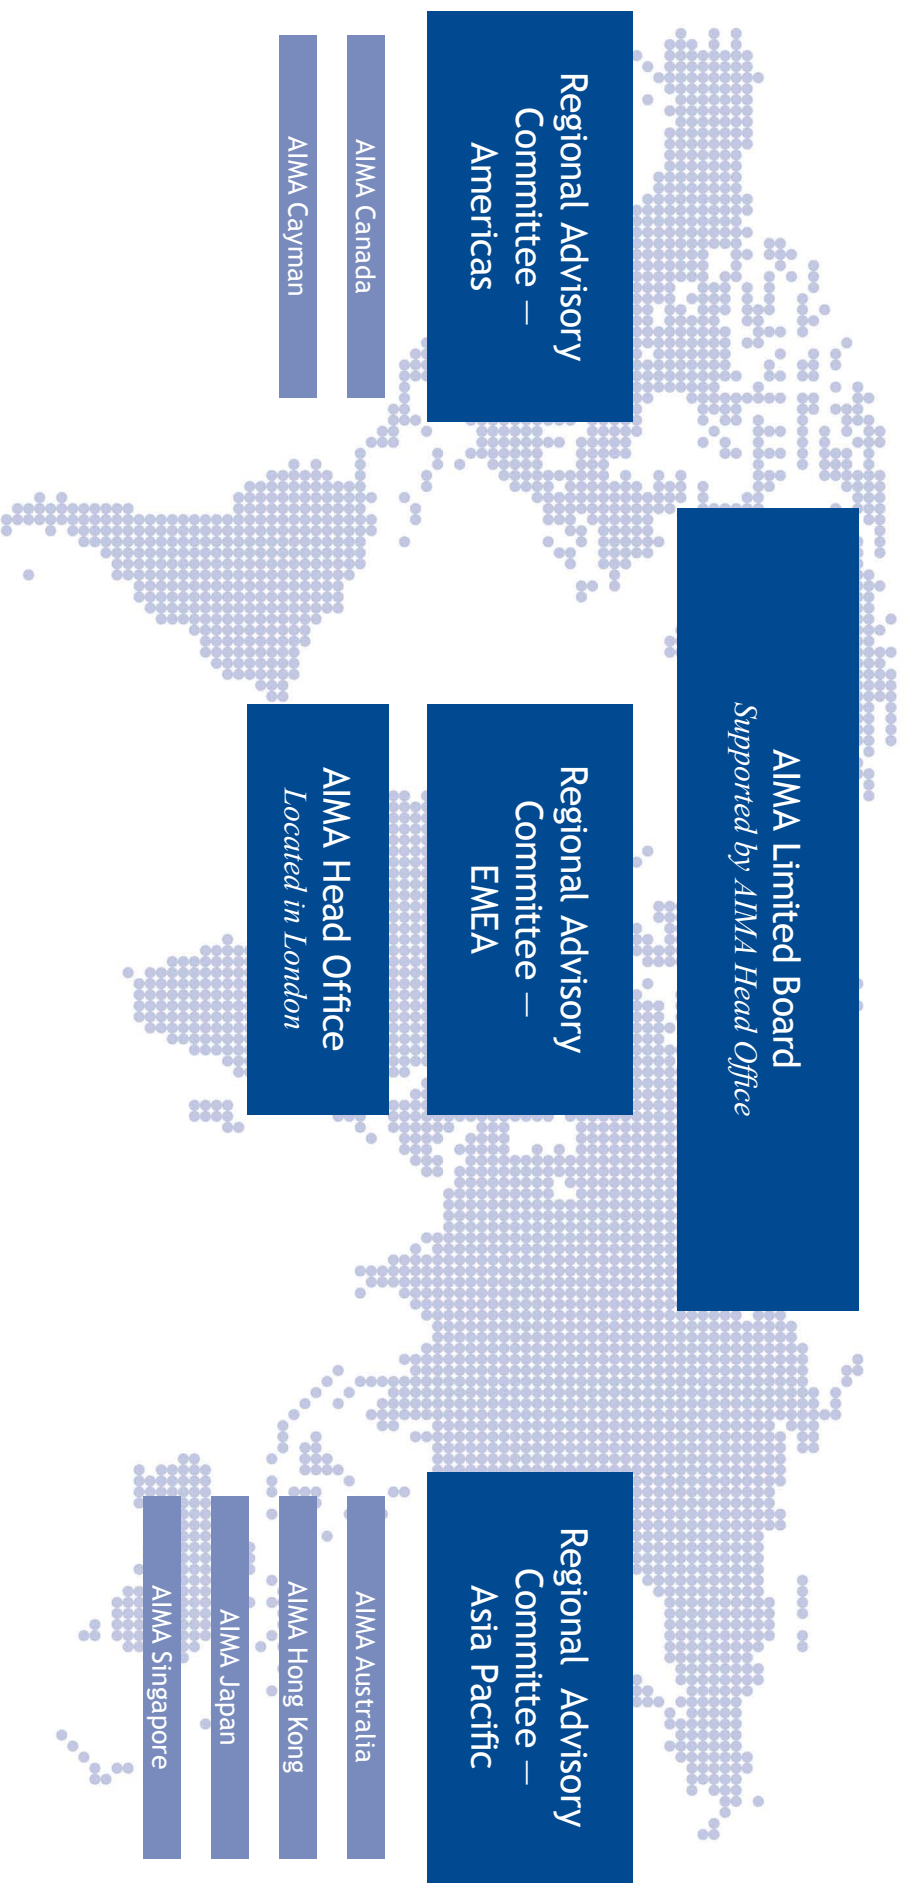 AIMA Limited Board
Supported by AIMA Head Office
Regional Advisory
Committee —
Americas
AIMA Canada
AIMA Cayman
Regional Advisory
Committee —
EMEA
AIMA Head Office
Located in London
Regional Advisory
Committee —
Asia Pacific
AIMA Australia
AIMA Hong Kong
AIMA Japan
AIMA Singapore